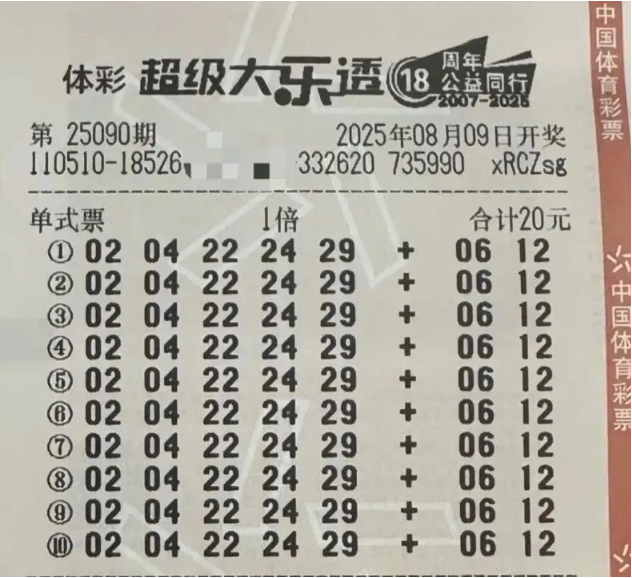 体彩 超级大乐透 18 周年 公益同行 2007-2025
第 25090期 2025年08月09日开奖
110510-18526 332620 735990 xRCZsg
单式票 1倍 合计20元
① 02 04 22 24 29 + 06 12
② 02 04 22 24 29 + 06 12
③ 02 04 22 24 29 + 06 12
④ 02 04 22 24 29 + 06 12
⑤ 02 04 22 24 29 + 06 12
⑥ 02 04 22 24 29 + 06 12
⑦ 02 04 22 24 29 + 06 12
⑧ 02 04 22 24 29 + 06 12
⑨ 02 04 22 24 29 + 06 12
⑩ 02 04 22 24 29 + 06 12
中国体育彩票
中国体育彩票